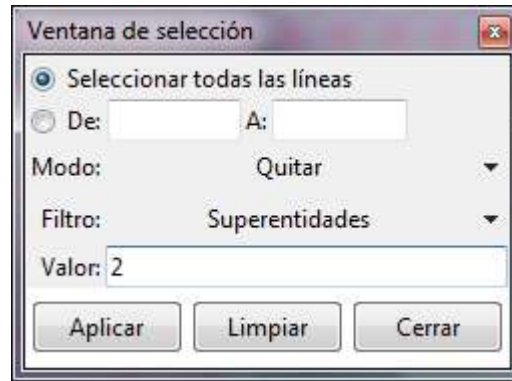 Ventana de selección
Seleccionar todas las líneas
De: A:
Modo: Quitar
Filtro: Superentidades
Valor: 2
Aplicar Limpiar Cerrar